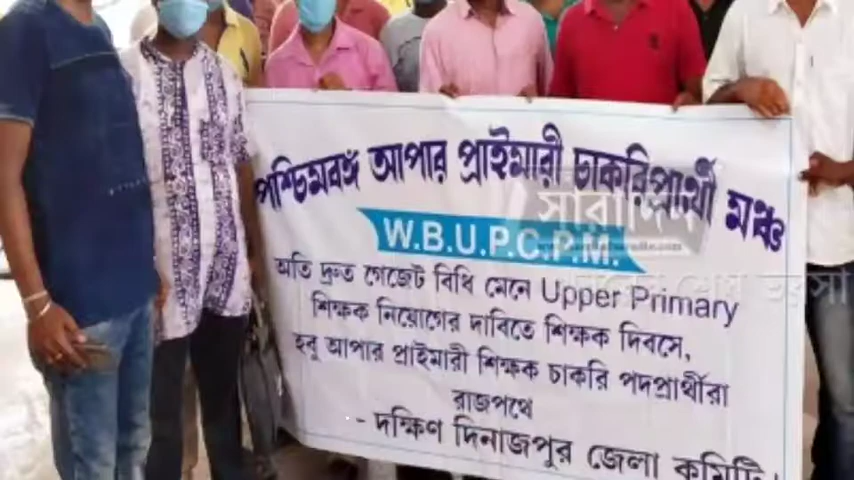 পশ্চিমবঙ্গ আপার প্রাইমারী চাকরিপ্রার্থী মঞ্চ
সারাদিন
W.B.U.P.C.P.M.
অতি দ্রুত গেজেট বিধি মেনে Upper Primary
শিক্ষক নিয়োগের দাবিতে শিক্ষক দিবসে,
হবু আপার প্রাইমারী শিক্ষক চাকরি পদপ্রার্থীরা
রাজপথে
- দক্ষিণ দিনাজপুর জেলা কমিটি।